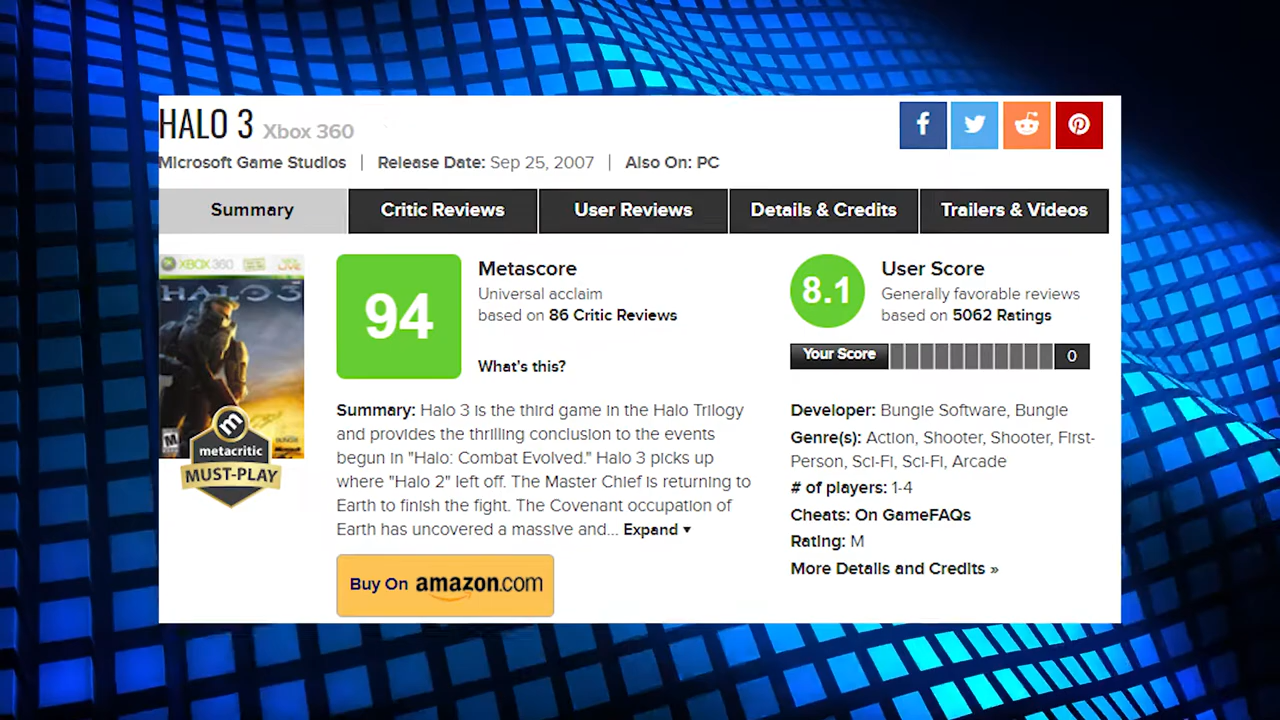 HALO 3 Xbox 360
Microsoft Game Studios | Release Date: Sep 25, 2007 | Also On: PC
Summary Critic Reviews User Reviews Details & Credits Trailers & Videos
XBOX 360 LIVE
HALO 3
M
BUNGIE
m
metacritic
MUST-PLAY
94
Metascore
Universal acclaim
based on 86 Critic Reviews
What's this?
8.1
User Score
Generally favorable reviews
based on 5062 Ratings
Your Score 0
Summary: Halo 3 is the third game in the Halo Trilogy
and provides the thrilling conclusion to the events
begun in "Halo: Combat Evolved." Halo 3 picks up
where "Halo 2" left off. The Master Chief is returning to
Earth to finish the fight. The Covenant occupation of
Earth has uncovered a massive and... Expand ▾
Buy On amazon.com
Developer: Bungie Software, Bungie
Genre(s): Action, Shooter, Shooter, First-
Person, Sci-Fi, Sci-Fi, Arcade
# of players: 1-4
Cheats: On GameFAQs
Rating: M
More Details and Credits »